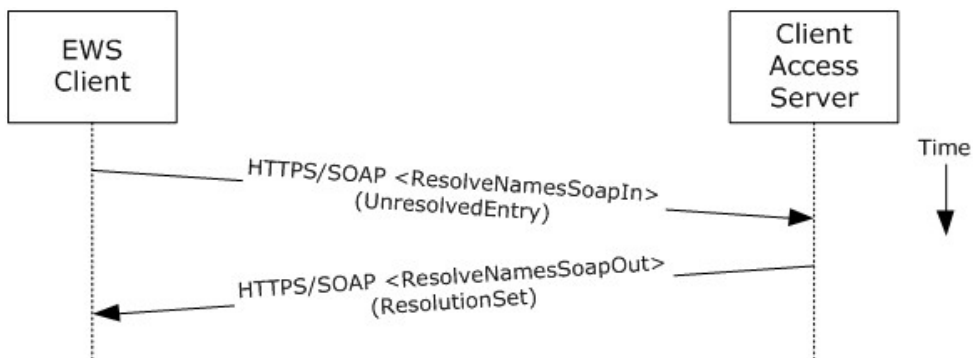 EWS
Client
Client
Access
Server
Time
HTTPS/SOAP <ResolveNamesSoapIn>
(UnresolvedEntry)
HTTPS/SOAP <ResolveNamesSoapOut>
(ResolutionSet)